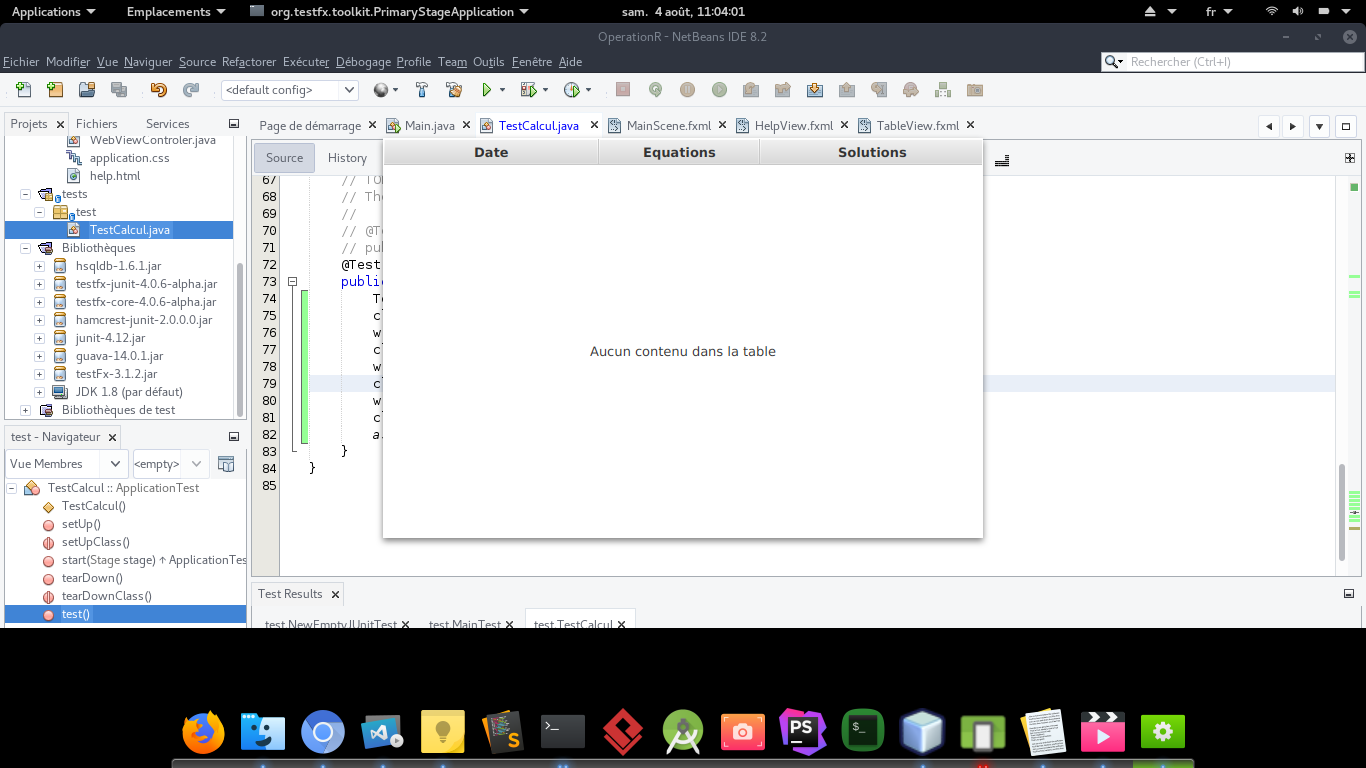 Applications Emplacements org.testfx.toolkit.PrimaryStageApplication sam. 4 août, 11:04:01 fr
OperationR - NetBeans IDE 8.2
Fichier Modifier Vue Naviguer Source Refactorer Exécuter Débogage Profile Team Outils Fenêtre Aide Rechercher (Ctrl+I)
<default config>
Projets Fichiers Services
Page de démarrage Main.java TestCalcul.java MainScene.fxml HelpView.fxml TableView.fxml
WebViewControler.java
application.css
help.html
tests
test
TestCalcul.java
Bibliothèques
hsqldb-1.6.1.jar
testfx-junit-4.0.6-alpha.jar
testfx-core-4.0.6-alpha.jar
hamcrest-junit-2.0.0.0.jar
junit-4.12.jar
guava-14.0.1.jar
testFx-3.1.2.jar
JDK 1.8 (par défaut)
Bibliothèques de test
Source History
Date Equations Solutions
Aucun contenu dans la table
67
68 // The
69 //
70 // @Te
71 // pub
72 @Test
73 public
74 Te
75 cl
76 w
77 cl
78 w
79 cl
80 w
81 cl
82 a
83 }
84 }
85
test - Navigateur
Vue Membres <empty>
TestCalcul :: ApplicationTest
TestCalcul()
setUp()
setUpClass()
start(Stage stage) ↑ ApplicationTes
tearDown()
tearDownClass()
test()
Test Results
test.NewEmptyJUnitTest test.MainTest test.TestCalcul
S
>_
PS
$_